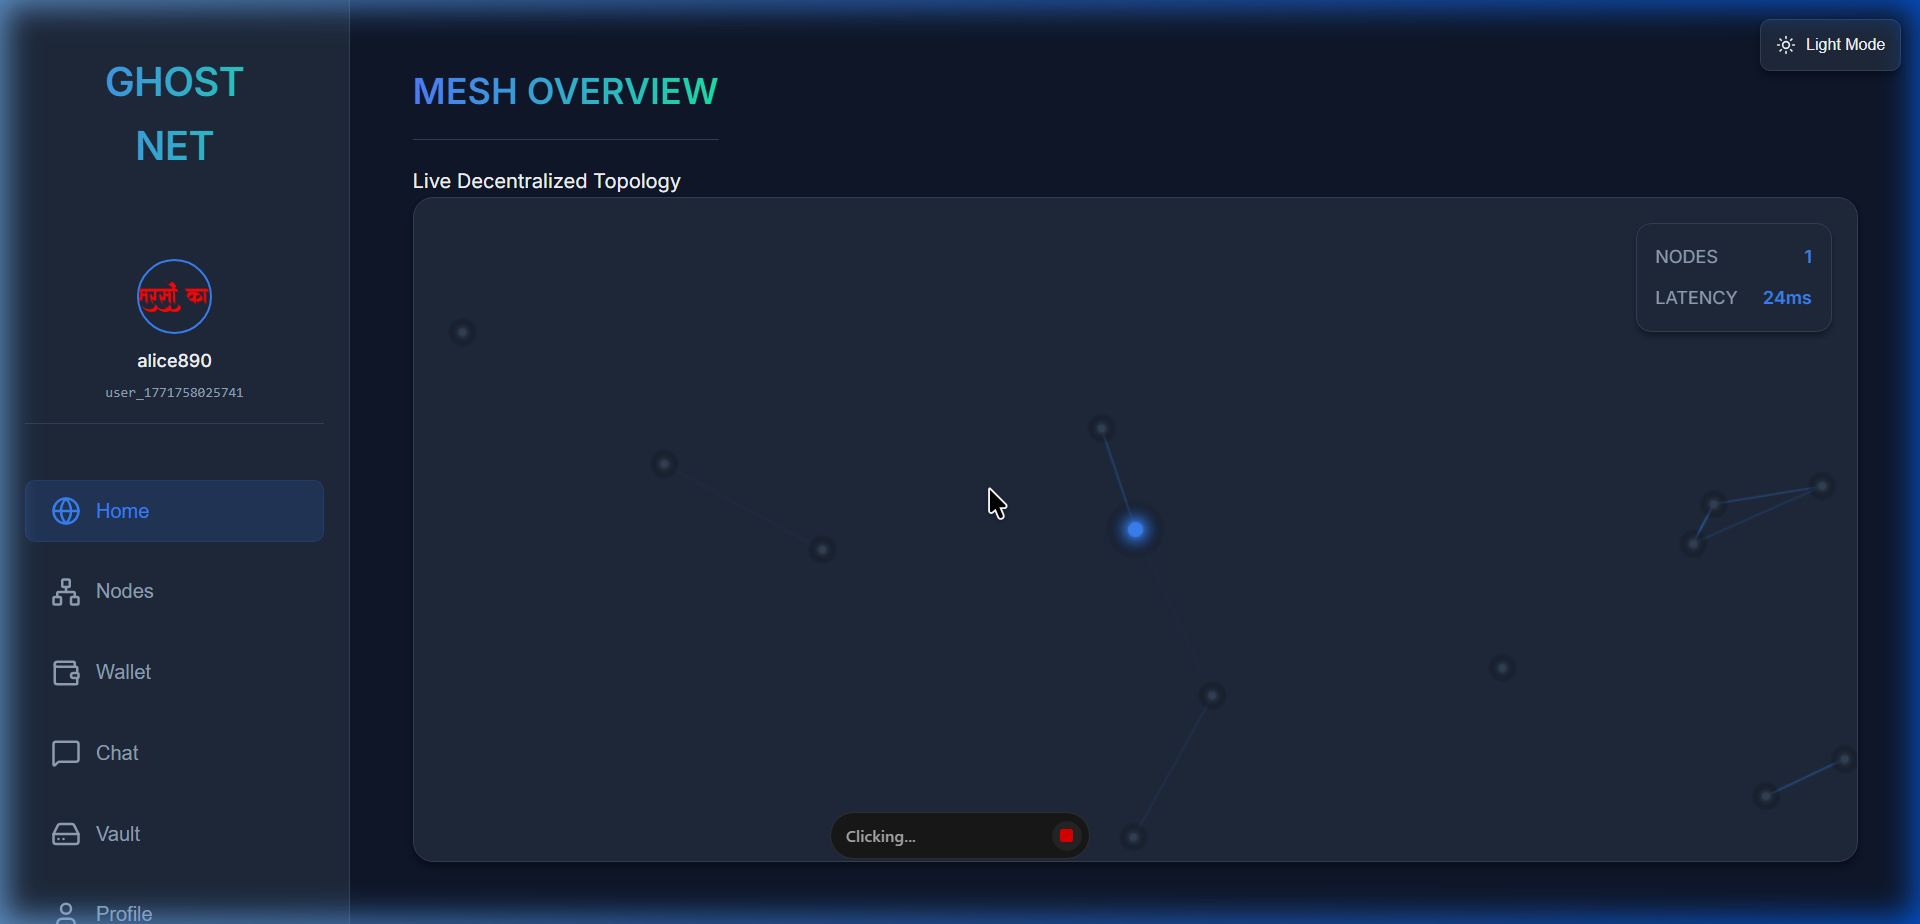 GHOST
NET
सरसों का
alice890
user_1771758025741
Home
Nodes
Wallet
Chat
Vault
Profile
Light Mode
MESH OVERVIEW
Live Decentralized Topology
NODES 1
LATENCY 24ms
Clicking...